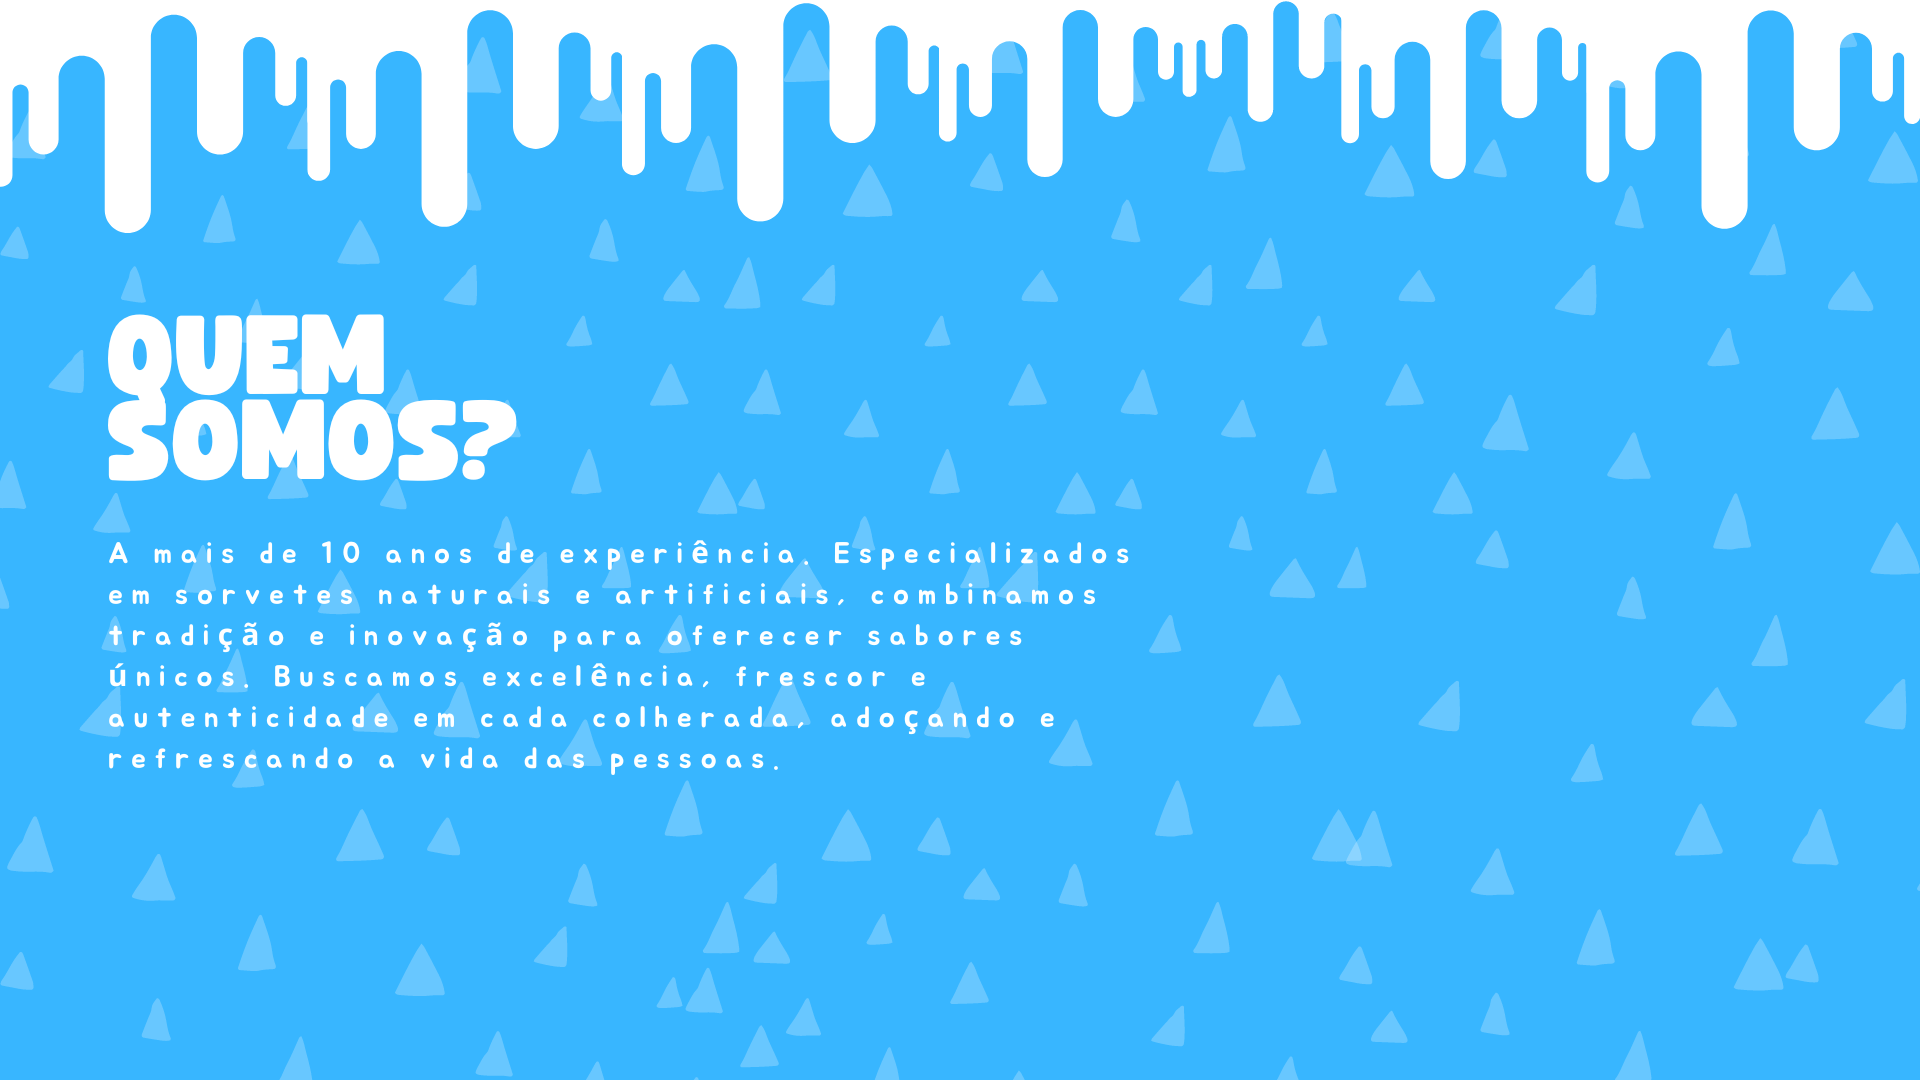 QUEM
SOMOS?
A mais de 10 anos de experiência. Especializados
em sorvetes naturais e artificiais, combinamos
tradição e inovação para oferecer sabores
únicos. Buscamos excelência, frescor e
autenticidade em cada colherada, adoçando e
refrescando a vida das pessoas.